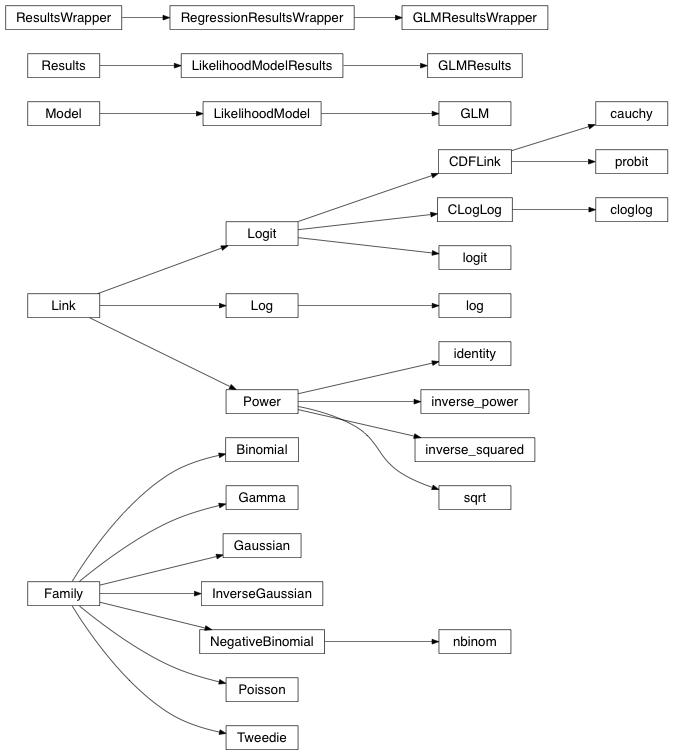 ResultsWrapper
RegressionResultsWrapper
GLMResultsWrapper
Results
LikelihoodModelResults
GLMResults
Model
LikelihoodModel
GLM
cauchy
CDFLink
probit
CLogLog
cloglog
Logit
logit
Link
Log
log
identity
Power
inverse_power
Binomial
inverse_squared
Gamma
sqrt
Gaussian
Family
InverseGaussian
NegativeBinomial
nbinom
Poisson
Tweedie